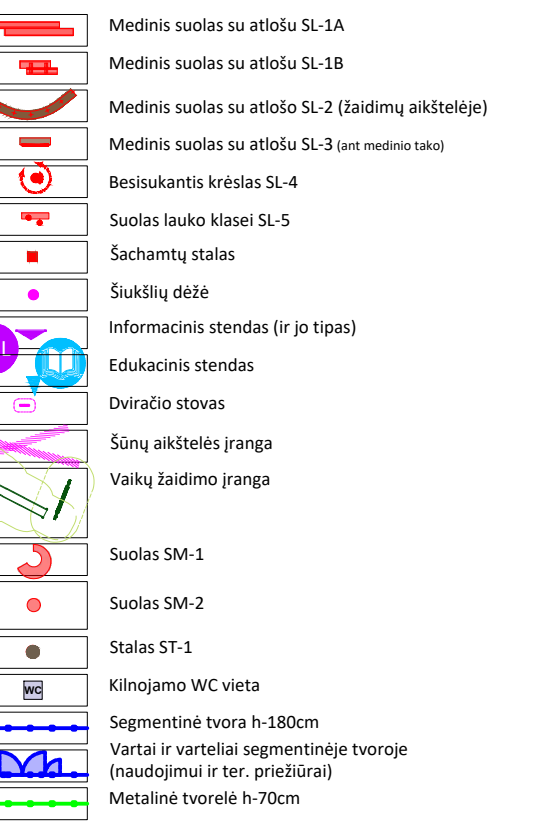 Medinis suolas su atlošu SL-1A
Medinis suolas su atlošu SL-1B
Medinis suolas su atlošo SL-2 (žaidimų aikštelėje)
Medinis suolas su atlošu SL-3 (ant medinio tako)
Besisukantis krėslas SL-4
Suolas lauko klasei SL-5
Šachamtų stalas
Šiukšlių dėžė
Informacinis stendas (ir jo tipas)
Edukacinis stendas
Dviračio stovas
Šūnų aikštelės įranga
Vaikų žaidimo įranga
Suolas SM-1
Suolas SM-2
Stalas ST-1
WC Kilnojamo WC vieta
Segmentinė tvora h-180cm
Vartai ir varteliai segmentinėje tvoroje
(naudojimui ir ter. priežiūrai)
Metalinė tvorelė h-70cm